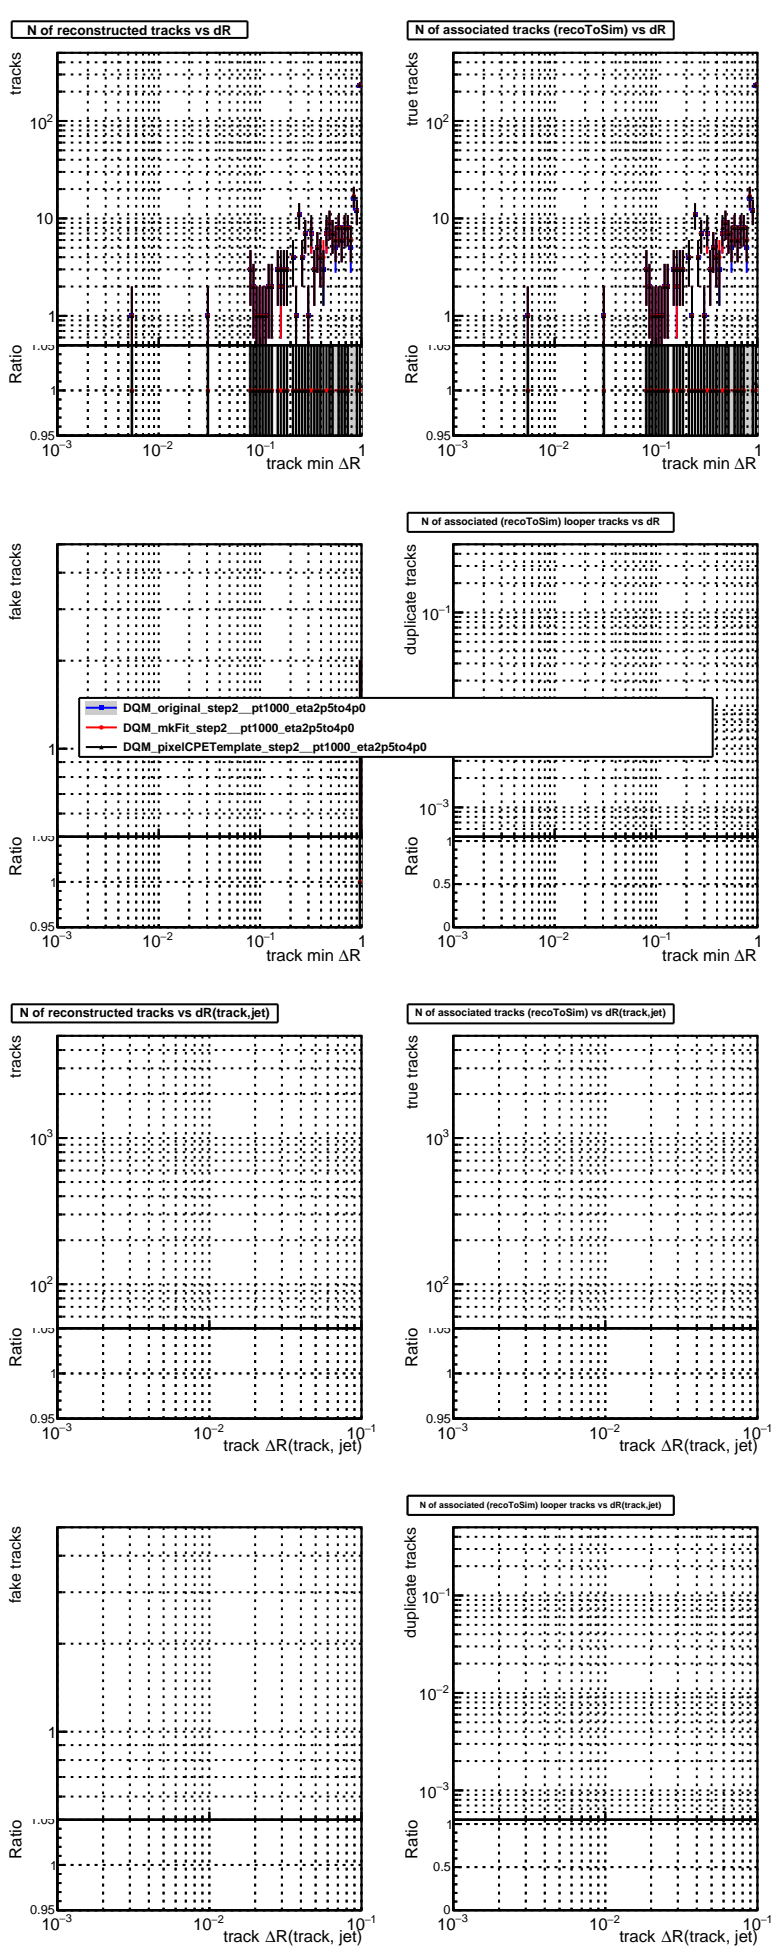 N of reconstructed tracks vs dR
N of associated tracks (recoToSim) vs dR
tracks
10²
10
1
Ratio
1.05
1
0.95
10⁻³
10⁻²
10⁻¹
1
track min ΔR
true tracks
10²
10
1
Ratio
1.05
1
0.95
10⁻³
10⁻²
10⁻¹
1
track min ΔR
N of associated (recoToSim) looper tracks vs dR
fake tracks
1
Ratio
1.05
1
0.95
10⁻³
10⁻²
10⁻¹
1
track min ΔR
duplicate tracks
10⁻¹
10⁻³
Ratio
1
0.5
0
10⁻³
10⁻²
10⁻¹
1
track min ΔR
DQM_original_step2__pt1000_eta2p5to4p0
DQM_mkFit_step2__pt1000_eta2p5to4p0
DQM_pixelCPETemplate_step2__pt1000_eta2p5to4p0
N of reconstructed tracks vs dR(track,jet)
N of associated tracks (recoToSim) vs dR(track,jet)
tracks
10³
10²
Ratio
1.05
1
0.95
10⁻³
10⁻²
10⁻¹
track ΔR(track, jet)
true tracks
10³
10²
Ratio
1.05
1
0.95
10⁻³
10⁻²
10⁻¹
track ΔR(track, jet)
N of associated (recoToSim) looper tracks vs dR(track,jet)
fake tracks
1
Ratio
1.05
1
0.95
10⁻³
10⁻²
10⁻¹
track ΔR(track, jet)
duplicate tracks
10⁻¹
10⁻²
10⁻³
Ratio
1
0.5
0
10⁻³
10⁻²
10⁻¹
track ΔR(track, jet)